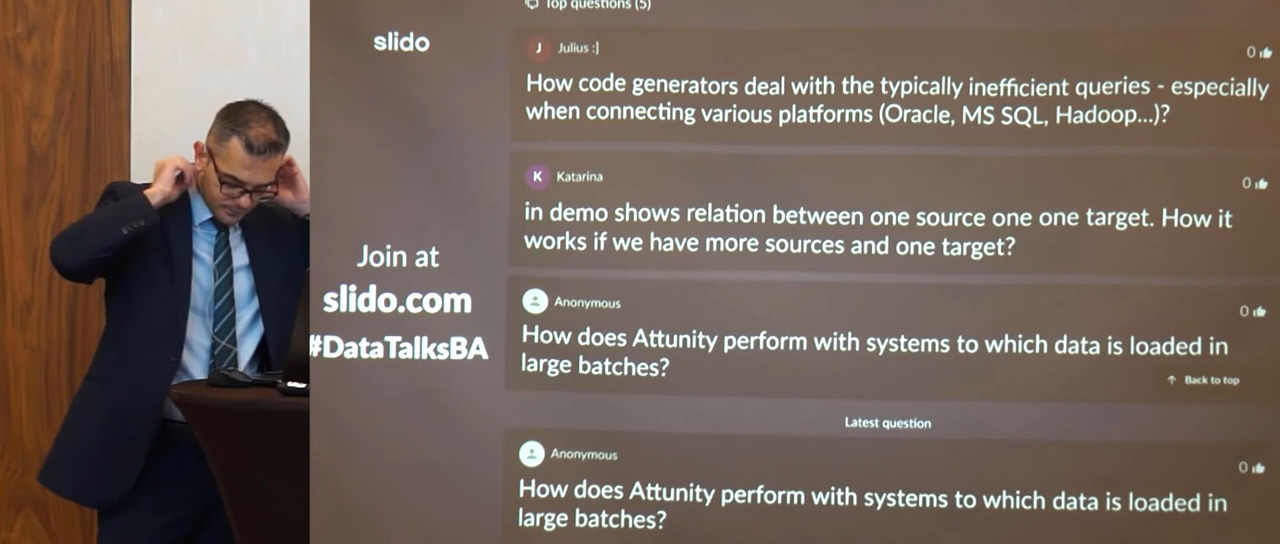 Top questions (5)
slido
J Julius :]
0
How code generators deal with the typically inefficient queries - especially
when connecting various platforms (Oracle, MS SQL, Hadoop...)?
K Katarina
0
in demo shows relation between one source one one target. How it
works if we have more sources and one target?
Join at
slido.com
#DataTalksBA
Anonymous
0
How does Attunity perform with systems to which data is loaded in
large batches?
↑ Back to top
Latest question
Anonymous
0
How does Attunity perform with systems to which data is loaded in
large batches?